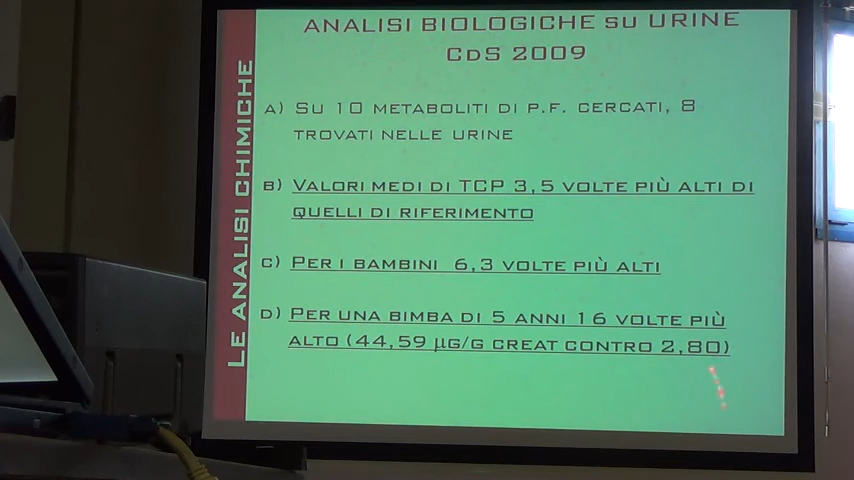 ANALISI BIOLOGICHE SU URINE
CDS 2009
LE ANALISI CHIMICHE
A) SU 10 METABOLITI DI P.F. CERCATI, 8
TROVATI NELLE URINE
B) VALORI MEDI DI TCP 3,5 VOLTE PIÙ ALTI DI
QUELLI DI RIFERIMENTO
C) PER I BAMBINI 6,3 VOLTE PIÙ ALTI
D) PER UNA BIMBA DI 5 ANNI 16 VOLTE PIÙ
ALTO (44,59 µG/G CREAT CONTRO 2,80)